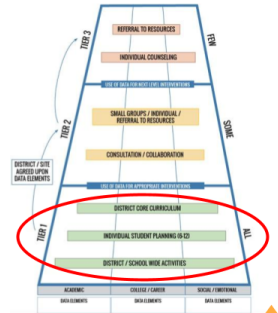 REFERRAL TO RESOURCES
INDIVIDUAL COUNSELING
TIER 3
FEW
USE OF DATA FOR NEXT LEVEL INTERVENTIONS
SMALL GROUPS / INDIVIDUAL /
REFERRAL TO RESOURCES
TIER 2
SOME
DISTRICT / SITE
AGREED UPON
DATA ELEMENTS
CONSULTATION / COLLABORATION
USE OF DATA FOR APPROPRIATE INTERVENTIONS
DISTRICT CORE CURRICULUM
TIER 1
INDIVIDUAL STUDENT PLANNING (6-12)
ALL
DISTRICT / SCHOOL WIDE ACTIVITIES
ACADEMIC
COLLEGE / CAREER
SOCIAL / EMOTIONAL
DATA ELEMENTS
DATA ELEMENTS
DATA ELEMENTS